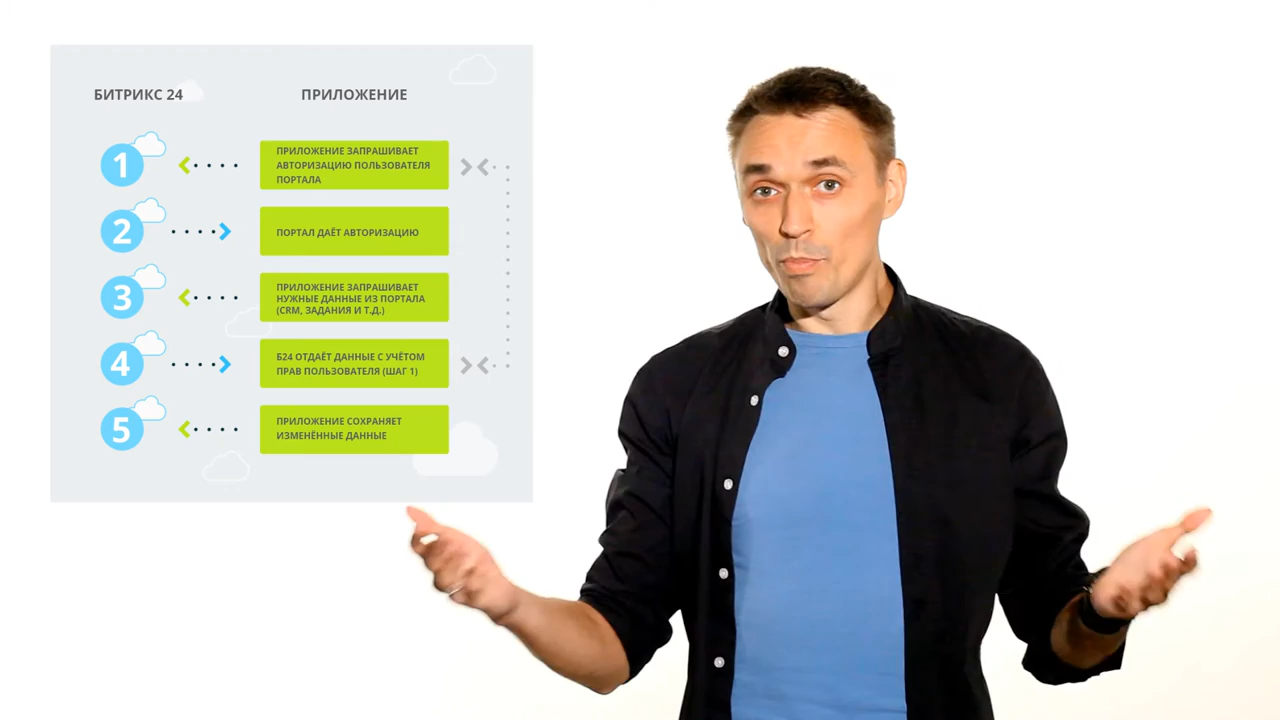 БИТРИКС 24
ПРИЛОЖЕНИЕ
1
ПРИЛОЖЕНИЕ ЗАПРАШИВАЕТ
АВТОРИЗАЦИЮ ПОЛЬЗОВАТЕЛЯ
ПОРТАЛА
2
ПОРТАЛ ДАЁТ АВТОРИЗАЦИЮ
3
ПРИЛОЖЕНИЕ ЗАПРАШИВАЕТ
НУЖНЫЕ ДАННЫЕ ИЗ ПОРТАЛА
(CRM, ЗАДАНИЯ И Т.Д.)
4
Б24 ОТДАЁТ ДАННЫЕ С УЧЁТОМ
ПРАВ ПОЛЬЗОВАТЕЛЯ (ШАГ 1)
5
ПРИЛОЖЕНИЕ СОХРАНЯЕТ
ИЗМЕНЁННЫЕ ДАННЫЕ